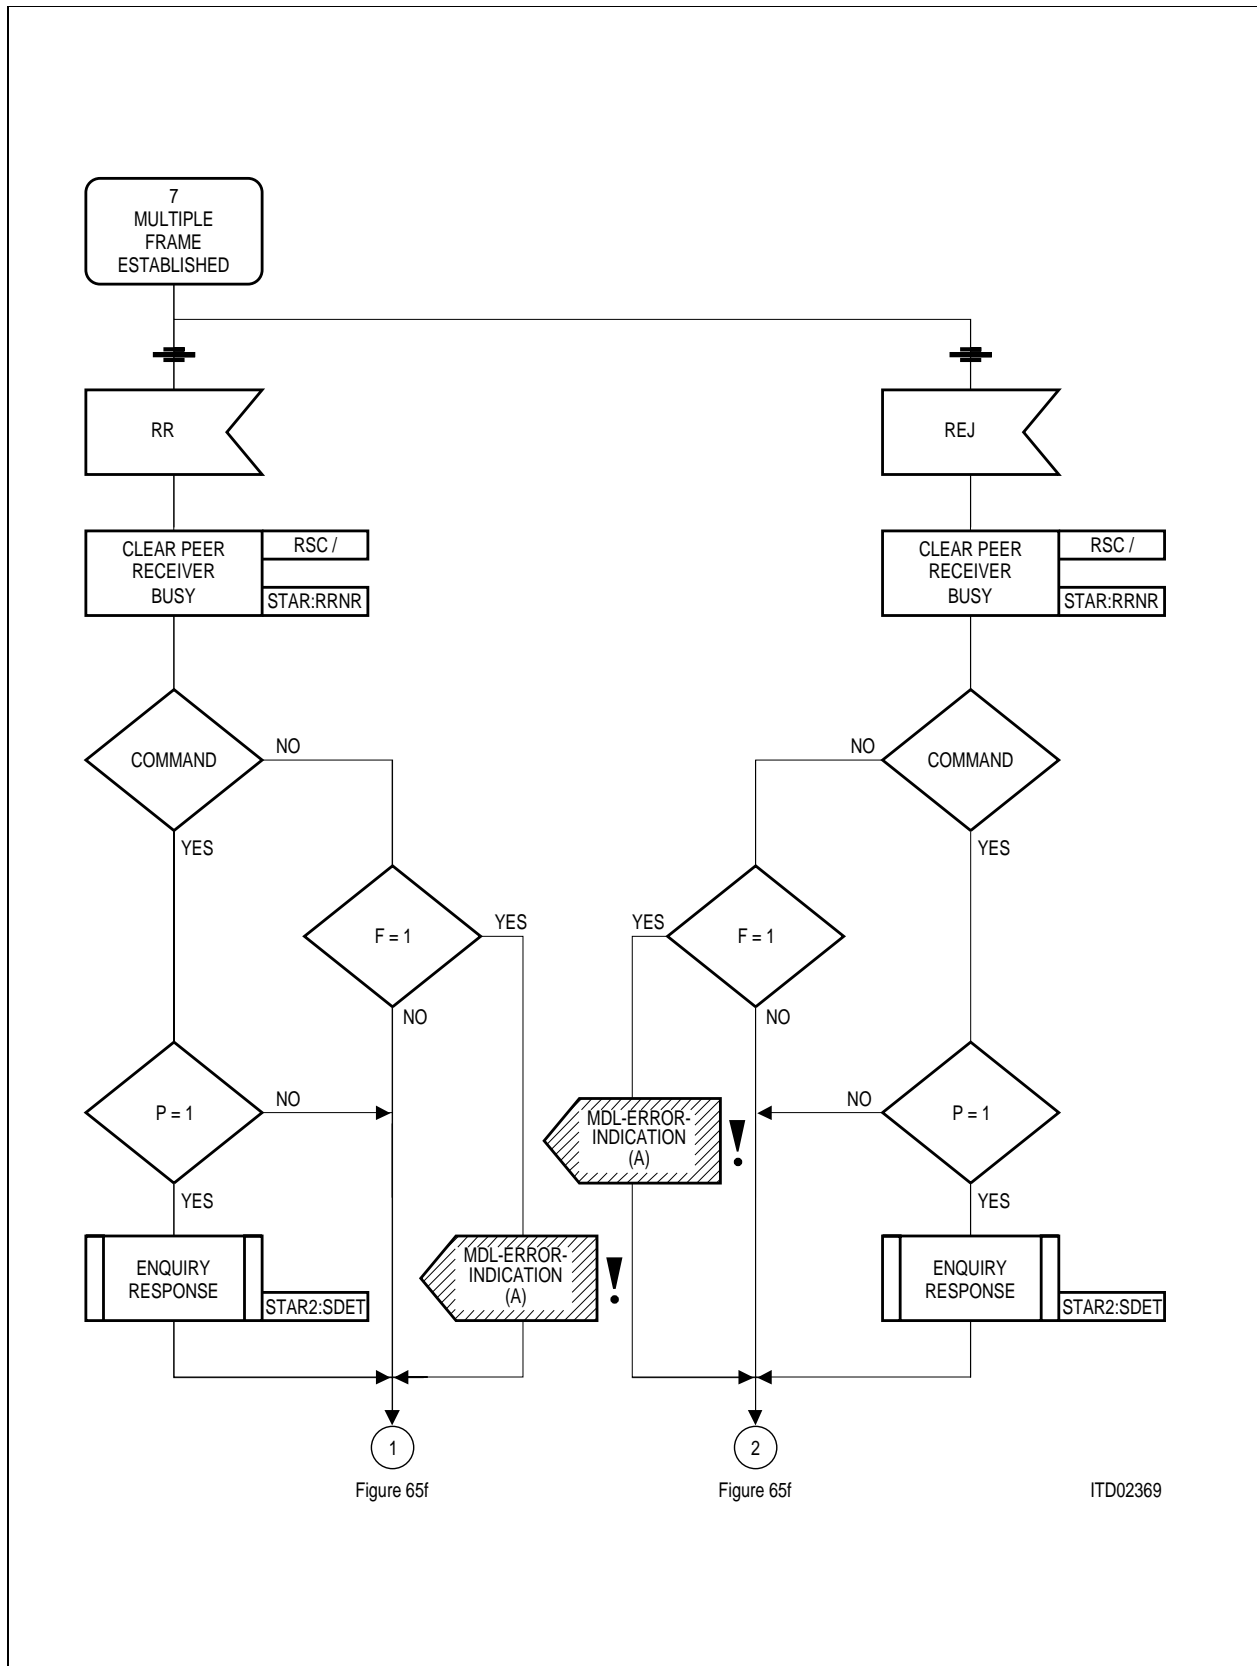 7
MULTIPLE
FRAME
ESTABLISHED
RR
REJ
CLEAR PEER
RECEIVER
BUSY
RSC /
STAR:RRNR
CLEAR PEER
RECEIVER
BUSY
RSC /
STAR:RRNR
COMMAND
NO
YES
NO
COMMAND
YES
F = 1
YES
NO
YES
F = 1
NO
P = 1
NO
YES
MDL-ERROR-
INDICATION
(A)
!
NO
P = 1
YES
ENQUIRY
RESPONSE
STAR2:SDET
MDL-ERROR-
INDICATION
(A)
!
ENQUIRY
RESPONSE
STAR2:SDET
1
Figure 65f
2
Figure 65f
ITD02369